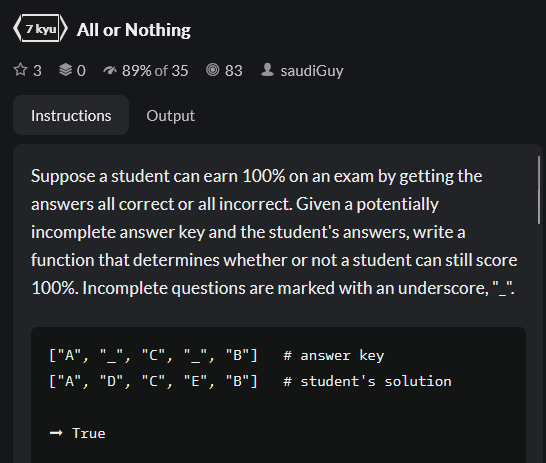 7 kyu All or Nothing
3 0 89% of 35 83 saudiGuy
Instructions Output
Suppose a student can earn 100% on an exam by getting the
answers all correct or all incorrect. Given a potentially
incomplete answer key and the student's answers, write a
function that determines whether or not a student can still score
100%. Incomplete questions are marked with an underscore, "_".
["A", "_", "C", "_", "B"]   # answer key
["A", "D", "C", "E", "B"]   # student's solution
➞ True